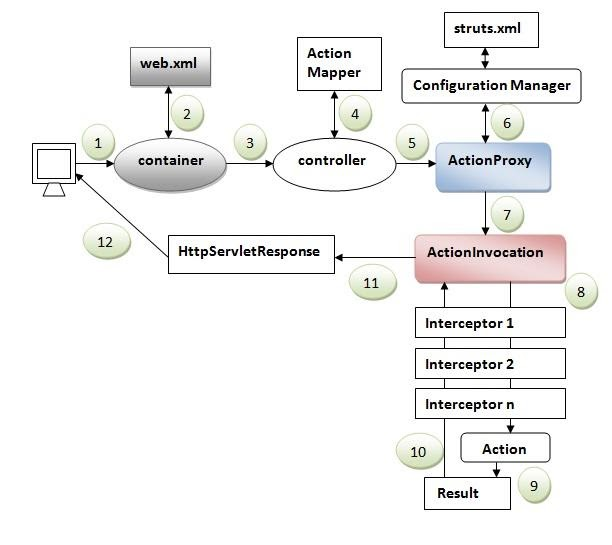 struts.xml
Action
Mapper
web.xml
Configuration Manager
2
4
6
1
3
5
container
controller
ActionProxy
7
12
HttpServletResponse
ActionInvocation
11
8
Interceptor 1
Interceptor 2
Interceptor n
10
Action
9
Result